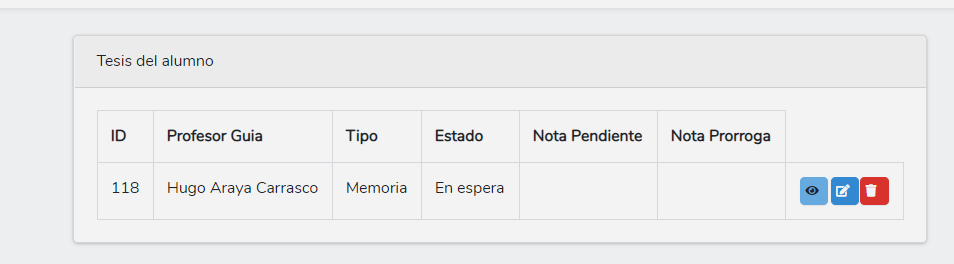 Tesis del alumno
ID Profesor Guia Tipo Estado Nota Pendiente Nota Prorroga
118 Hugo Araya Carrasco Memoria En espera